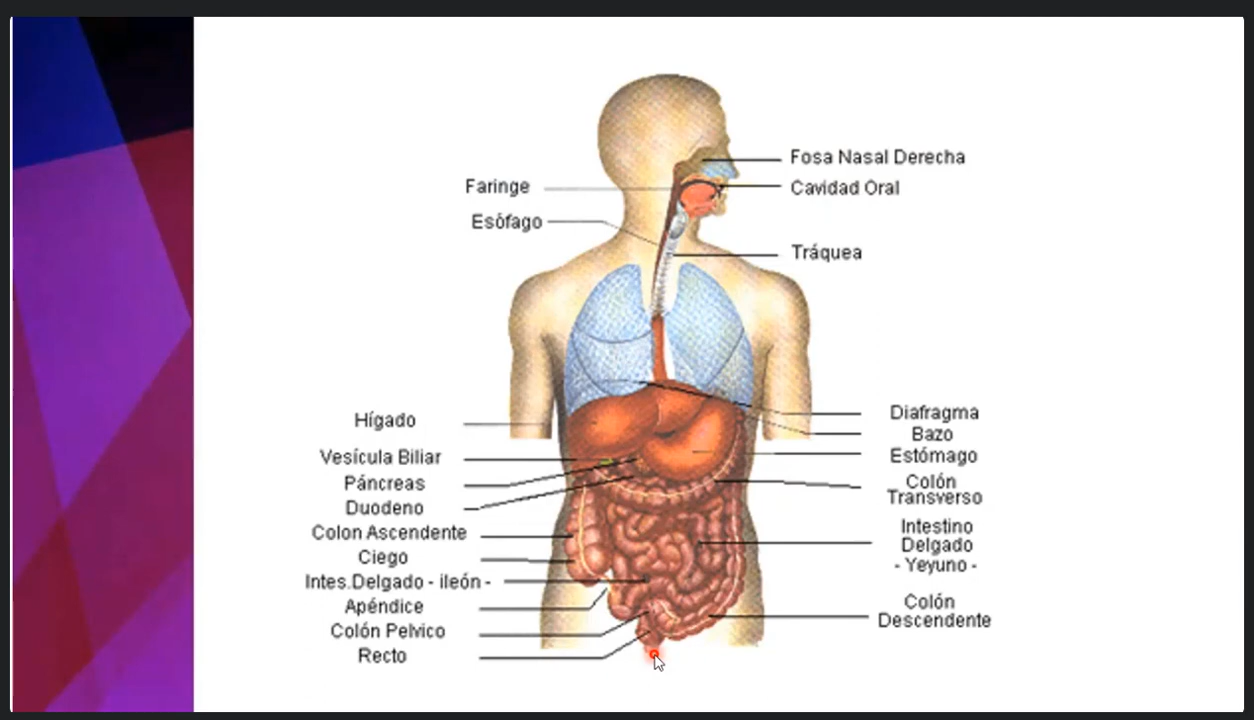 Fosa Nasal Derecha
Faringe
Cavidad Oral
Esófago
Tráquea
Hígado
Vesícula Biliar
Páncreas
Duodeno
Colon Ascendente
Ciego
Intes.Delgado - ileón -
Apéndice
Colón Pelvico
Recto
Diafragma
Bazo
Estómago
Colón
Transverso
Intestino
Delgado
- Yeyuno -
Colón
Descendente